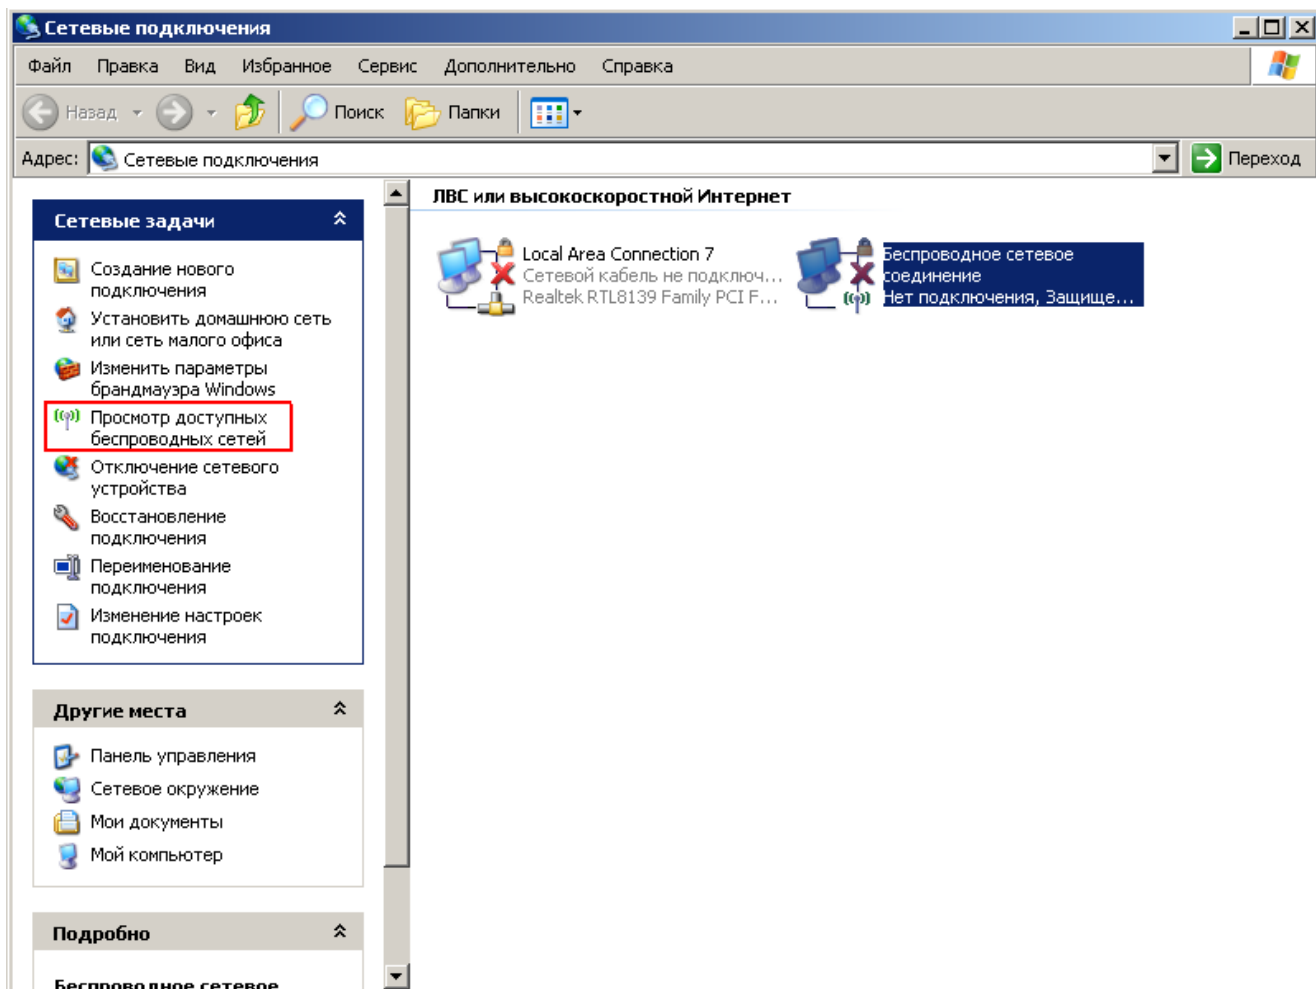 Сетевые подключения
Файл Правка Вид Избранное Сервис Дополнительно Справка
Назад Поиск Папки
Адрес: Сетевые подключения Переход
Сетевые задачи
Создание нового
подключения
Установить домашнюю сеть
или сеть малого офиса
Изменить параметры
брандмауэра Windows
Просмотр доступных
беспроводных сетей
Отключение сетевого
устройства
Восстановление
подключения
Переименование
подключения
Изменение настроек
подключения
Другие места
Панель управления
Сетевое окружение
Мои документы
Мой компьютер
Подробно
Беспроводное сетевое
ЛВС или высокоскоростной Интернет
Local Area Connection 7
Сетевой кабель не подключ...
Realtek RTL8139 Family PCI F...
Беспроводное сетевое
соединение
Нет подключения, Защище...